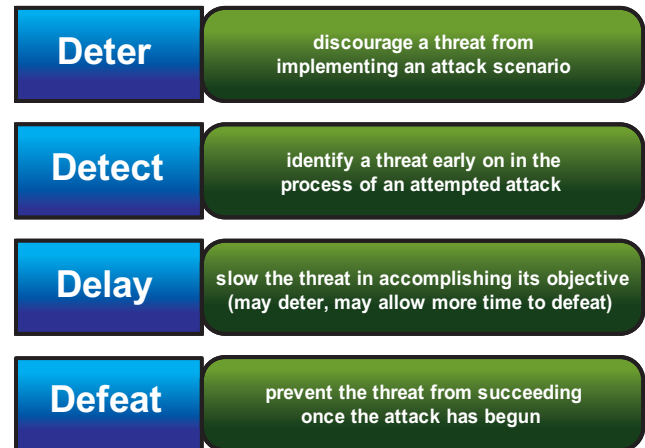 Deter
discourage a threat from
implementing an attack scenario
Detect
identify a threat early on in the
process of an attempted attack
Delay
slow the threat in accomplishing its objective
(may deter, may allow more time to defeat)
Defeat
prevent the threat from succeeding
once the attack has begun